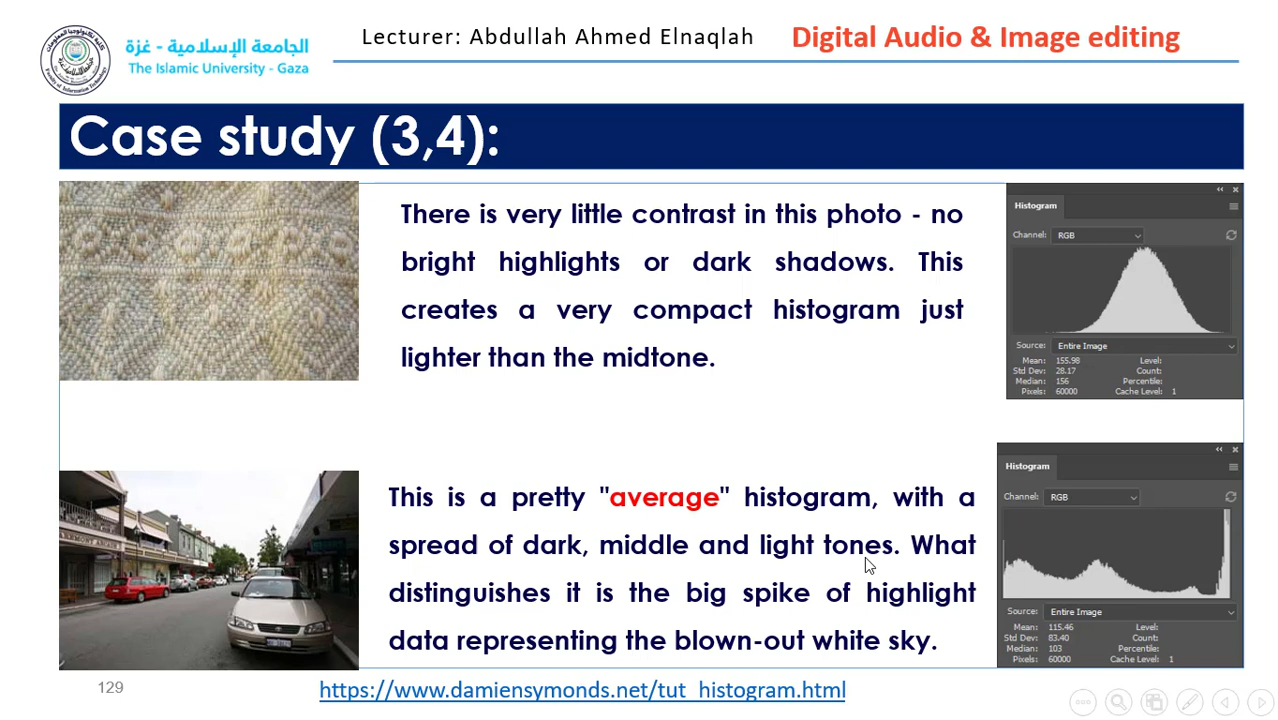 الجامعة الإسلامية - غزة
The Islamic University - Gaza
Lecturer: Abdullah Ahmed Elnaqlah
Digital Audio & Image editing
Case study (3,4):
There is very little contrast in this photo - no
bright highlights or dark shadows. This
creates a very compact histogram just
lighter than the midtone.
Histogram
Channel: RGB
Source: Entire Image
Mean: 155.98 Level:
Std Dev: 28.17 Count:
Median: 156 Percentile:
Pixels: 60000 Cache Level: 1
This is a pretty "average" histogram, with a
spread of dark, middle and light tones. What
distinguishes it is the big spike of highlight
data representing the blown-out white sky.
Histogram
Channel: RGB
Source: Entire Image
Mean: 115.46 Level:
Std Dev: 83.40 Count:
Median: 103 Percentile:
Pixels: 60000 Cache Level: 1
129
https://www.damiensymonds.net/tut_histogram.html